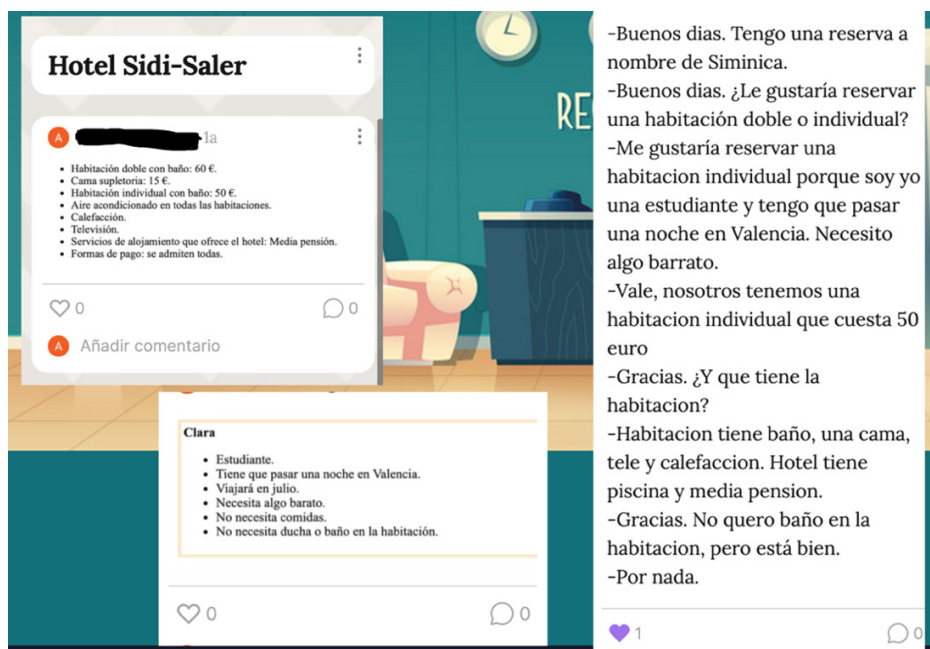 Hotel Sidi-Saler
A
1a
• Habitación doble con baño: 60 €.
• Cama supletoria: 15 €.
• Habitación individual con baño: 50 €.
• Aire acondicionado en todas las habitaciones.
• Calefacción.
• Televisión.
• Servicios de alojamiento que ofrece el hotel: Media pensión.
• Formas de pago: se admiten todas.
0
0
A Añadir comentario
Clara
• Estudiante.
• Tiene que pasar una noche en Valencia.
• Viajará en julio.
• Necesita algo barato.
• No necesita comidas.
• No necesita ducha o baño en la habitación.
0
0
RE
-Buenos dias. Tengo una reserva a
nombre de Siminica.
-Buenos dias. ¿Le gustaría reservar
una habitación doble o individual?
-Me gustaría reservar una
habitacion individual porque soy yo
una estudiante y tengo que pasar
una noche en Valencia. Necesito
algo barrato.
-Vale, nosotros tenemos una
habitacion individual que cuesta 50
euro
-Gracias. ¿Y que tiene la
habitacion?
-Habitacion tiene baño, una cama,
tele y calefaccion. Hotel tiene
piscina y media pension.
-Gracias. No quero baño en la
habitacion, pero está bien.
-Por nada.
1
0